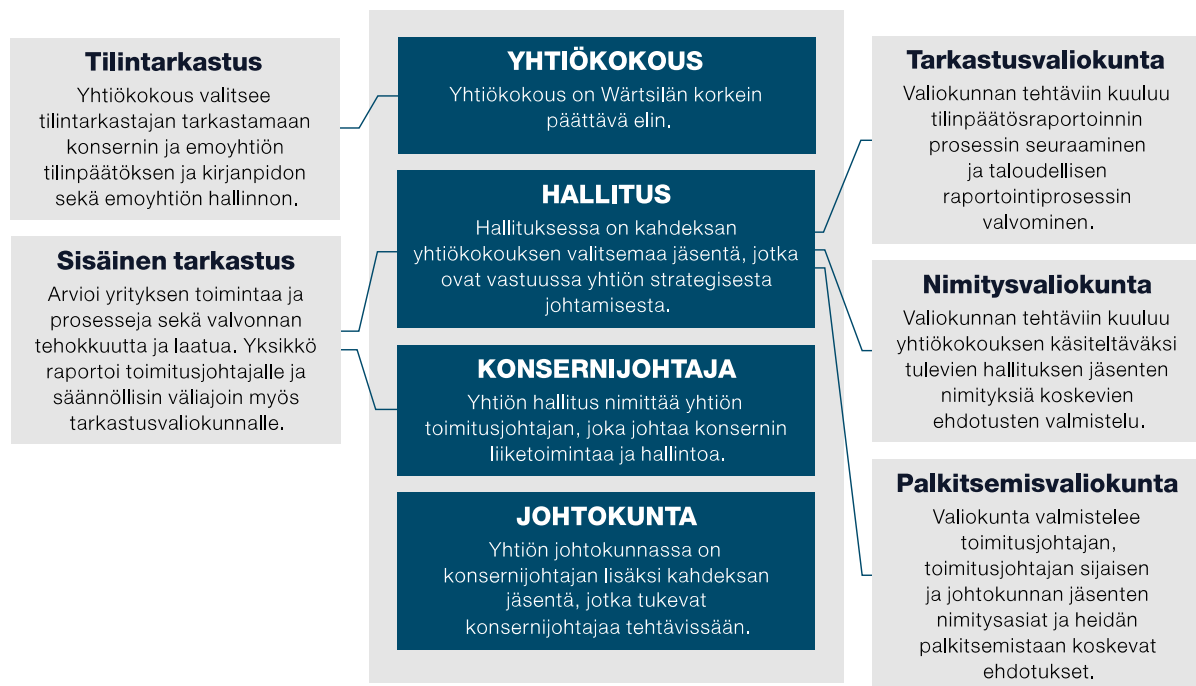 Tilintarkastus
Yhtiökokous valitsee
tilintarkastajan tarkastamaan
konsernin ja emoyhtiön
tilinpäätöksen ja kirjanpidon
sekä emoyhtiön hallinnon.
Sisäinen tarkastus
Arvioi yrityksen toimintaa ja
prosesseja sekä valvonnan
tehokkuutta ja laatua. Yksikkö
raportoi toimitusjohtajalle ja
säännöllisin väliajoin myös
tarkastusvaliokunnalle.
YHTIÖKOKOUS
Yhtiökokous on Wärtsilän korkein
päättävä elin.
HALLITUS
Hallituksessa on kahdeksan
yhtiökokouksen valitsemaa jäsentä, jotka
ovat vastuussa yhtiön strategisesta
johtamisesta.
KONSERNIJOHTAJA
Yhtiön hallitus nimittää yhtiön
toimitusjohtajan, joka johtaa konsernin
liiketoimintaa ja hallintoa.
JOHTOKUNTA
Yhtiön johtokunnassa on
konsernijohtajan lisäksi kahdeksan
jäsentä, jotka tukevat
konsernijohtajaa tehtävissään.
Tarkastusvaliokunta
Valiokunnan tehtäviin kuuluu
tilinpäätösraportoinnin
prosessin seuraaminen
ja taloudellisen
raportointiprosessin
valvominen.
Nimitysvaliokunta
Valiokunnan tehtäviin kuuluu
yhtiökokouksen käsiteltäväksi
tulevien hallituksen jäsenten
nimityksiä koskevien
ehdotusten valmistelu.
Palkitsemisvaliokunta
Valiokunta valmistelee
toimitusjohtajan,
toimitusjohtajan sijaisen
ja johtokunnan jäsenten
nimitysasiat ja heidän
palkitsemistaan koskevat
ehdotukset.